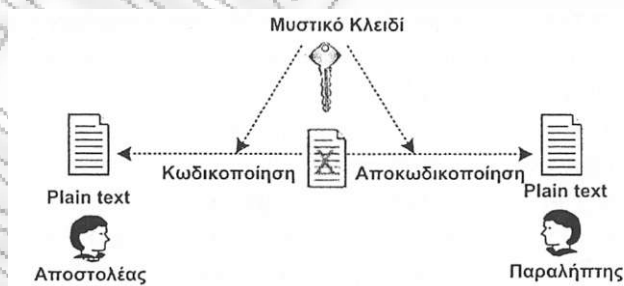 Μυστικό Κλειδί
Κωδικοποίηση
Αποκωδικοποίηση
Plain text
Plain text
Αποστολέας
Παραλήπτης